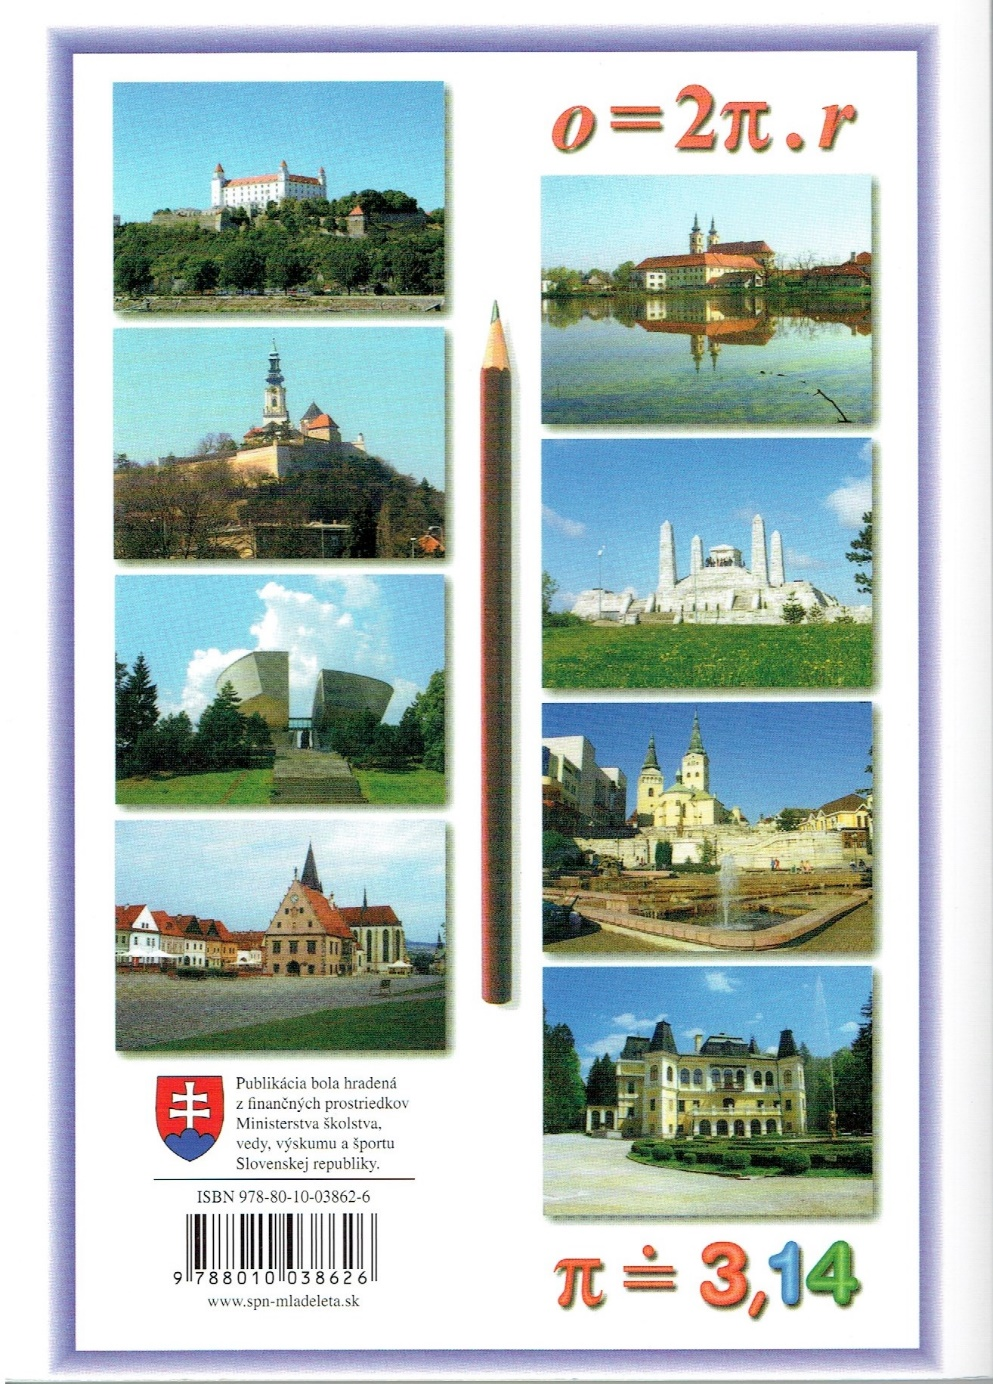 o = 2π . r
Publikácia bola hradená
z finančných prostriedkov
Ministerstva školstva,
vedy, výskumu a športu
Slovenskej republiky.
ISBN 978-80-10-03862-6
9 788010 038626
www.spn-mladeleta.sk
π ≐ 3,14